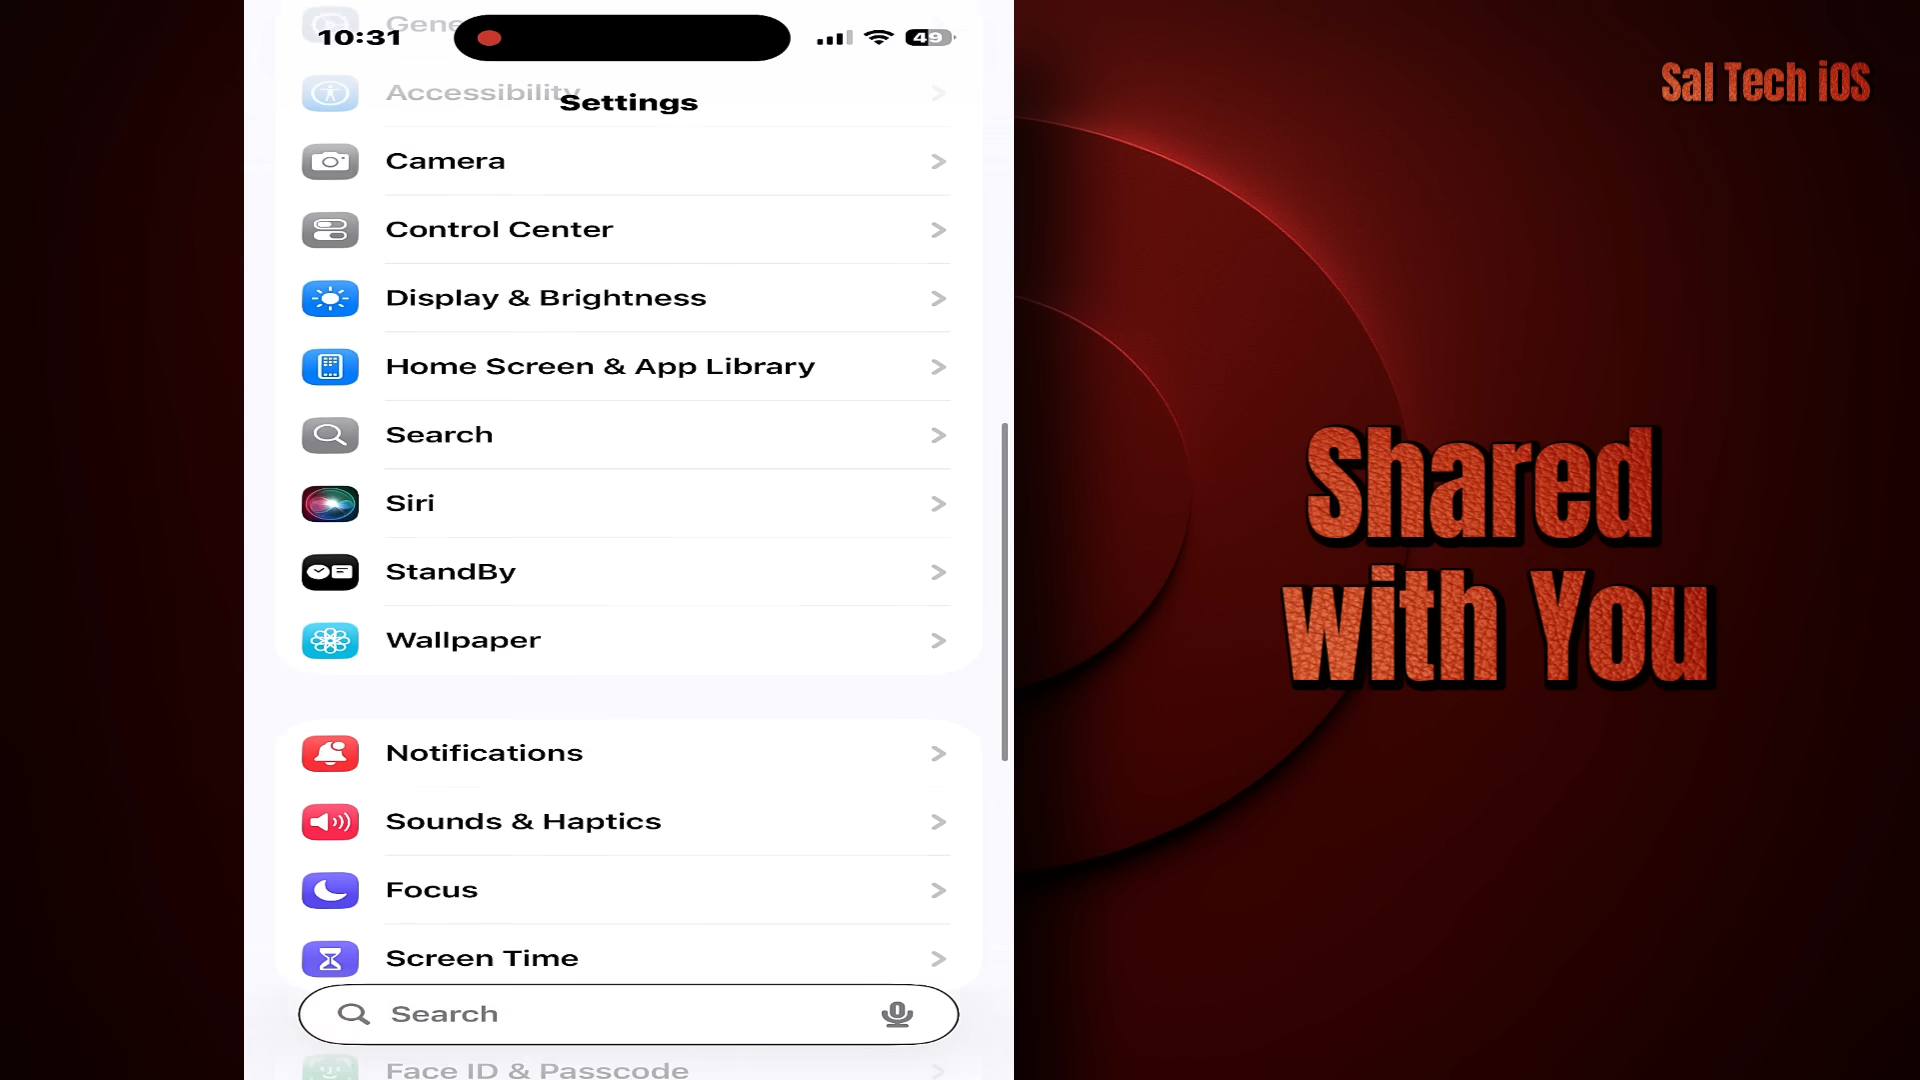 Gene
10:31
49
Accessibility
Settings
Camera
Control Center
Display & Brightness
Home Screen & App Library
Search
Siri
StandBy
Wallpaper
Notifications
Sounds & Haptics
Focus
Screen Time
Search
Face ID & Passcode
Sal Tech iOS
Shared
with You